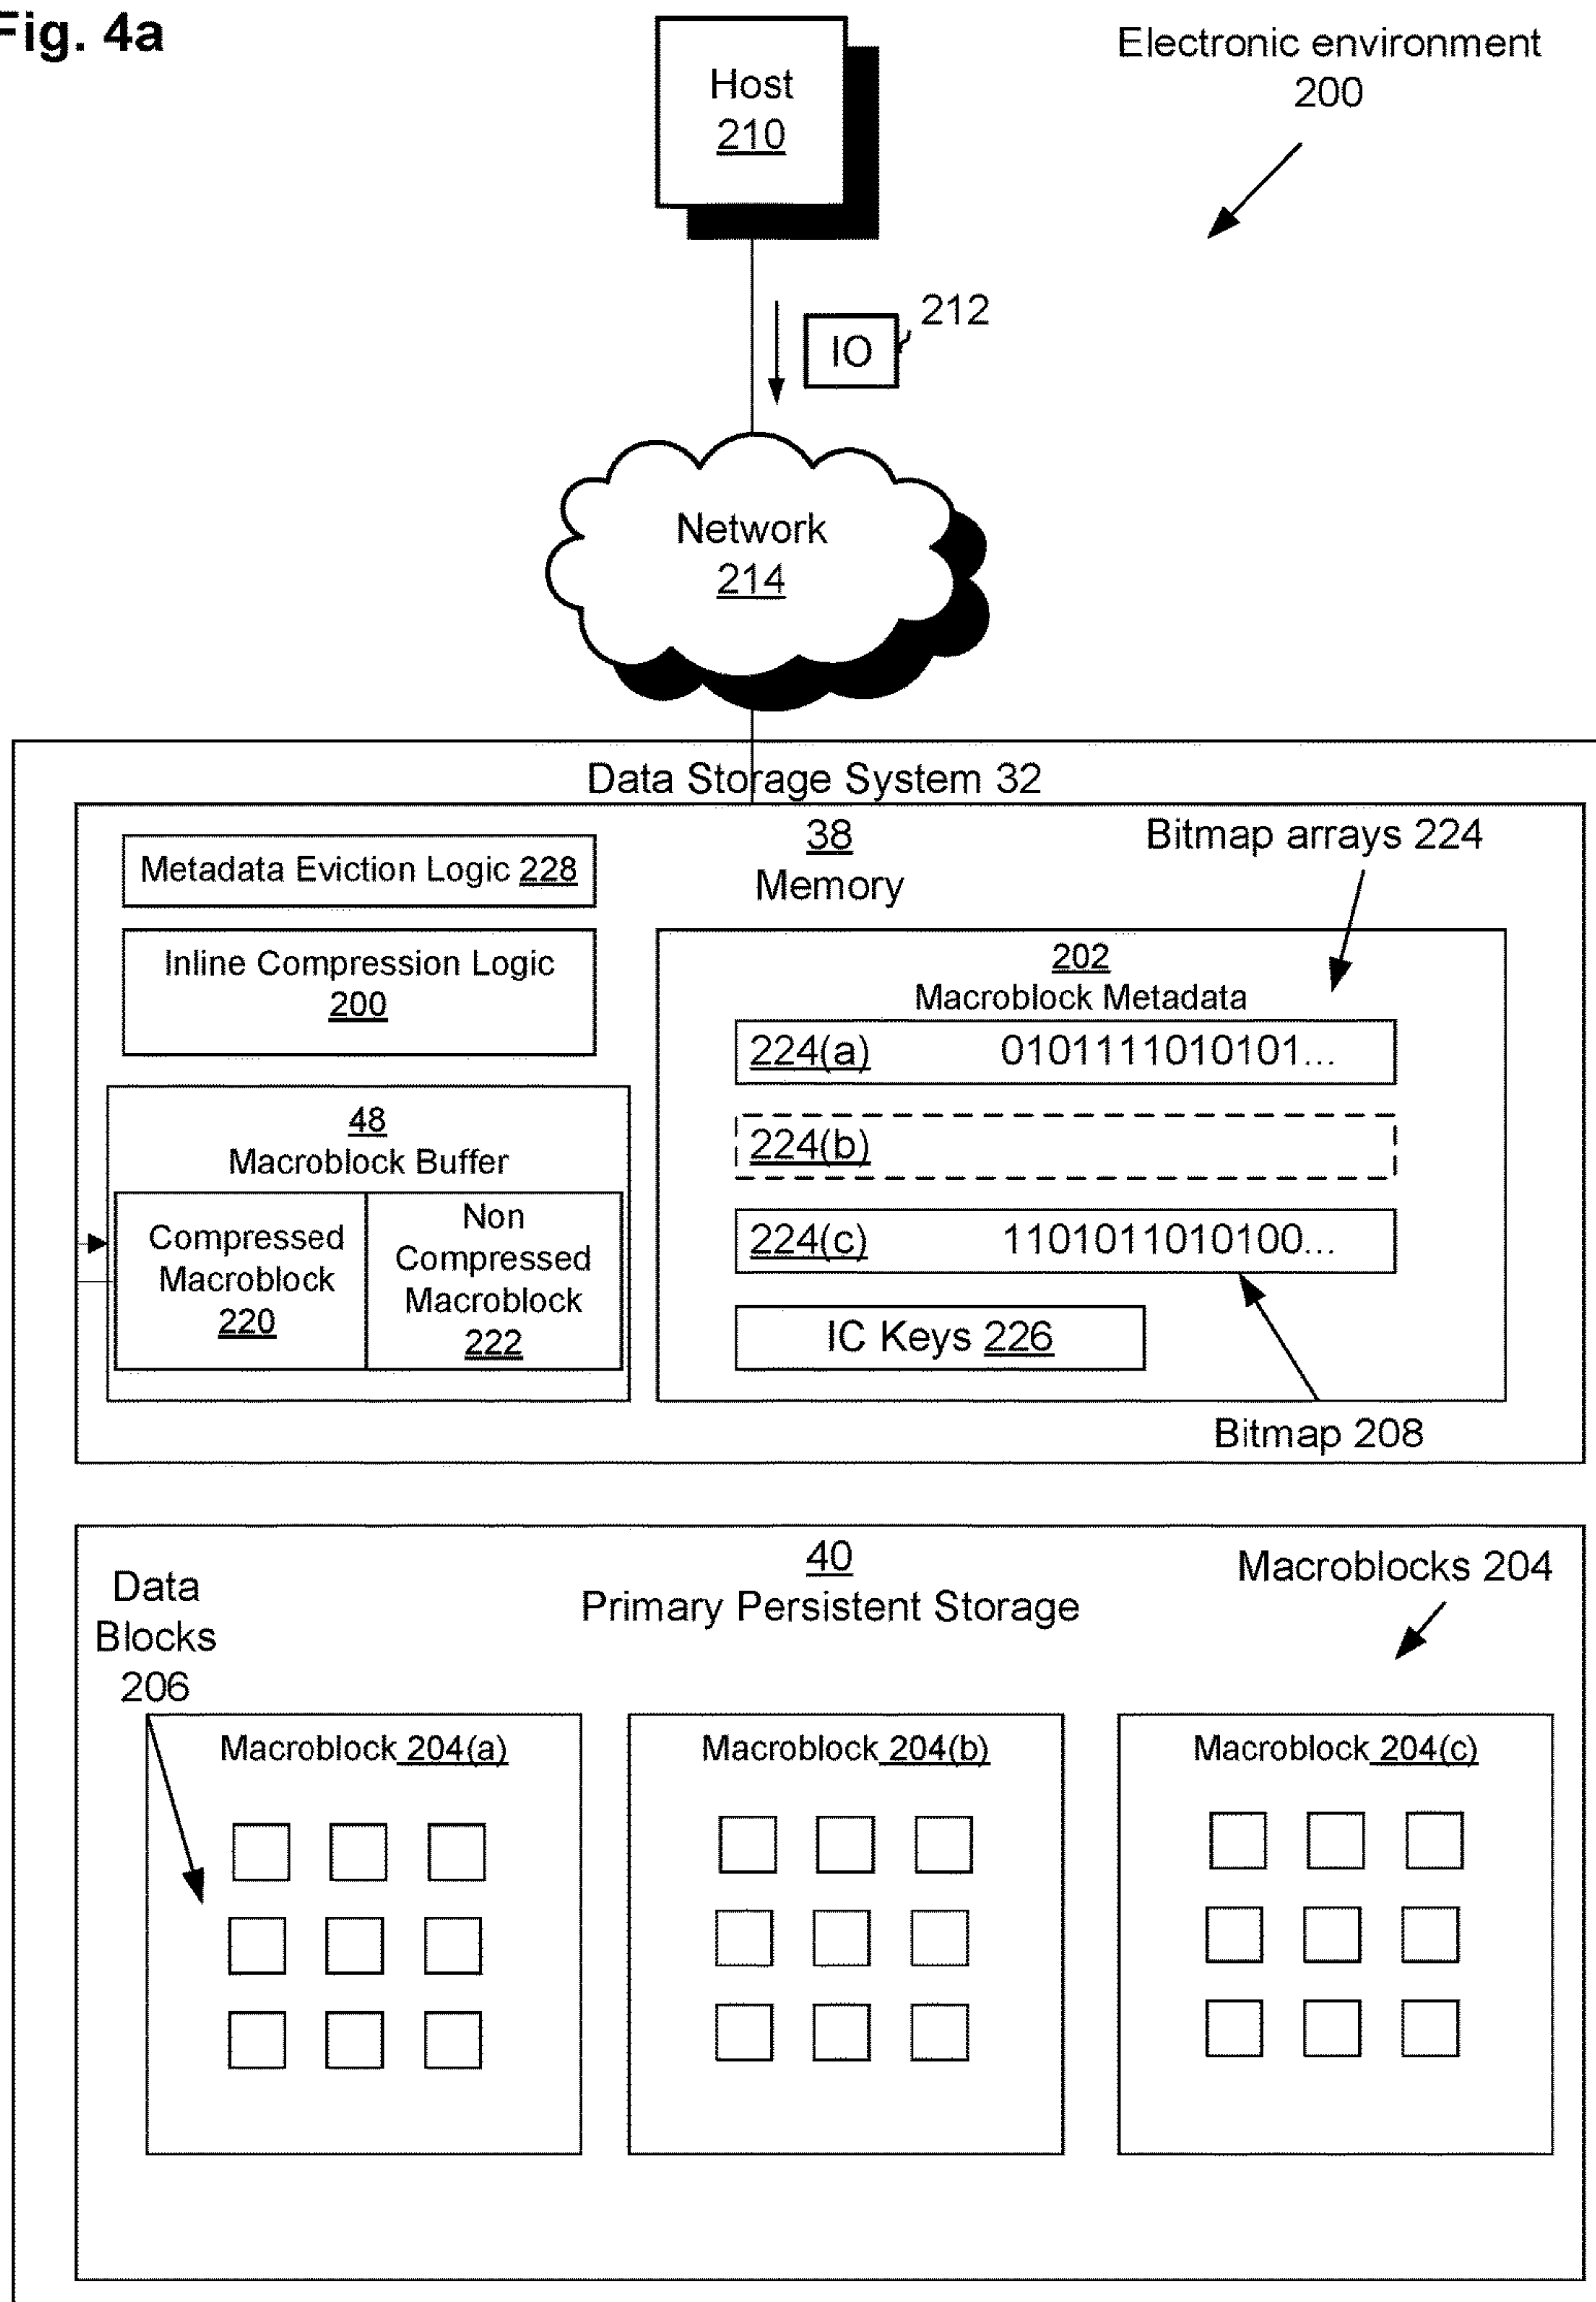 Fig. 4a
Electronic environment
200
Host
210
212
IO
Network
214
Data Storage System 32
38
Memory
Bitmap arrays 224
Metadata Eviction Logic 228
Inline Compression Logic
200
202
Macroblock Metadata
224(a) 0101111010101...
224(b)
224(c) 1101011010100...
IC Keys 226
Bitmap 208
48
Macroblock Buffer
Compressed
Macroblock
220
Non
Compressed
Macroblock
222
40
Primary Persistent Storage
Macroblocks 204
Data
Blocks
206
Macroblock 204(a)
Macroblock 204(b)
Macroblock 204(c)